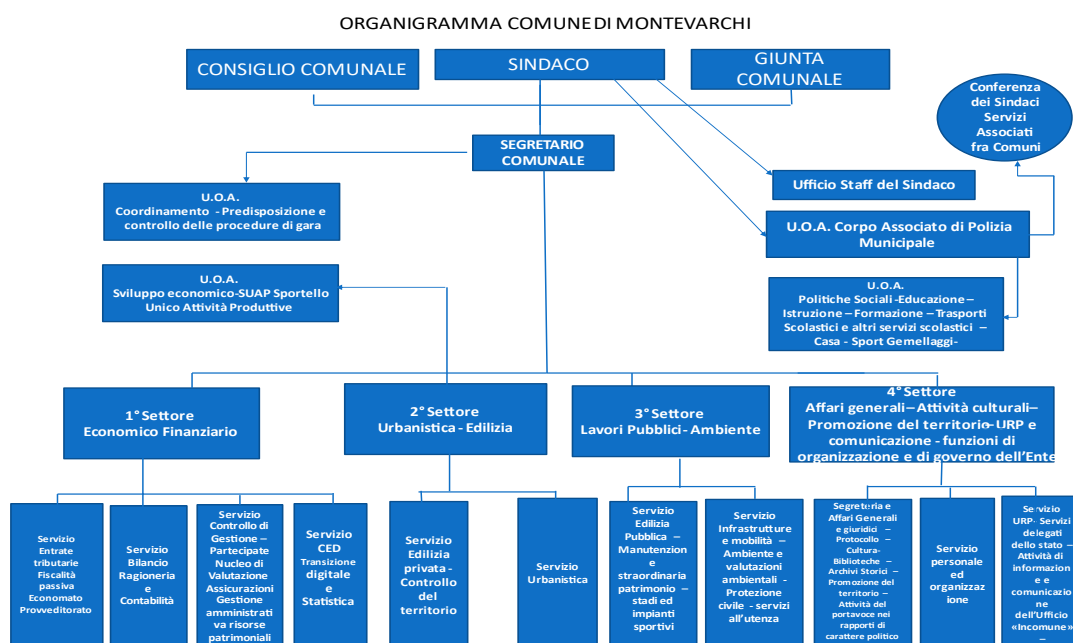 ORGANIGRAMMA COMUNE DI MONTEVARCHI
CONSIGLIO COMUNALE
SINDACO
GIUNTA
COMUNALE
Conferenza
dei Sindaci
Servizi
Associati
fra Comuni
SEGRETARIO
COMUNALE
Ufficio Staff del Sindaco
U.O.A.
Coordinamento - Predisposizione e
controllo delle procedure di gara
U.O.A. Corpo Associato di Polizia
Municipale
U.O.A.
Sviluppo economico-SUAP Sportello
Unico Attività Produttive
U.O.A.
Politiche Sociali -Educazione –
Istruzione – Formazione – Trasporti
Scolastici e altri servizi scolastici –
Casa - Sport Gemellaggi-
1° Settore
Economico Finanziario
2° Settore
Urbanistica - Edilizia
3° Settore
Lavori Pubblici - Ambiente
4° Settore
Affari generali – Attività culturali –
Promozione del territorio-URP e
comunicazione - funzioni di
organizzazione e di governo dell’Ente
Servizio
Entrate
tributarie
Fiscalità
passiva
Economato
Provveditorato
Servizio
Bilancio
Ragioneria
e
Contabilità
Servizio
Controllo di
Gestione –
Partecipate
Nucleo di
Valutazione
Assicurazioni
Gestione
amministrati
va risorse
patrimoniali
Servizio
CED
Transizione
digitale
e
Statistica
Servizio
Edilizia
privata -
Controllo
del
territorio
Servizio
Urbanistica
Servizio
Edilizia
Pubblica –
Manutenzion
e
straordinaria
patrimonio –
stadi ed
impianti
sportivi
Servizio
Infrastrutture
e mobilità –
Ambiente e
valutazioni
ambientali -
Protezione
civile - servizi
all’utenza
Segreteria e
Affari Generali
e giuridici –
Protocollo –
Cultura-
Biblioteche –
Archivi Storici –
Promozione del
territorio –
Attività del
portavoce nei
rapporti di
carattere politico
Servizio
personale
ed
organizza
zione
Servizio
URP- Servizi
delegati
dello stato –
Attività di
informazion
e e
comunicazio
ne
dell’Ufficio
«Incomune»
–